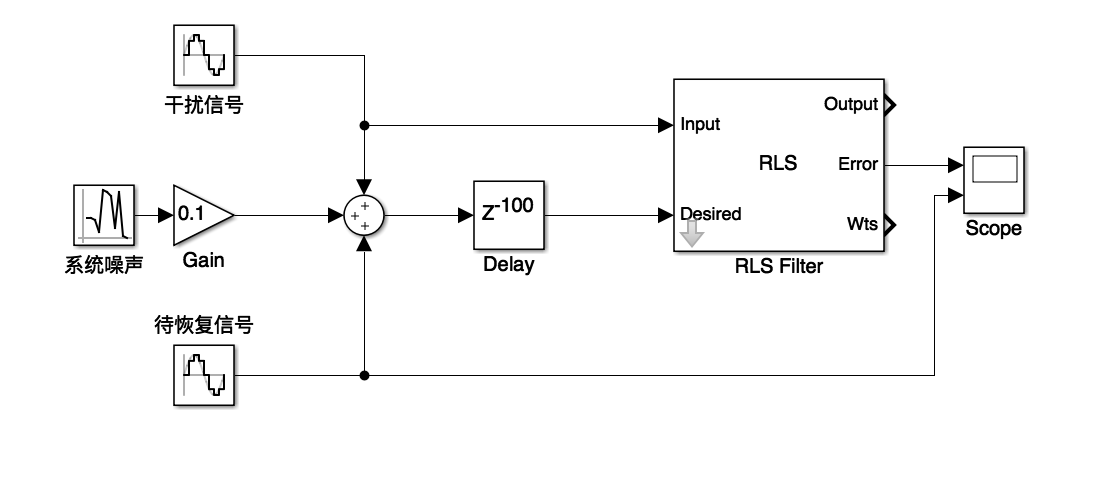 干扰信号
Input
Output
RLS
Error
0.1
系统噪声
Gain
+
+
+
Z-100
Delay
Desired
Wts
RLS Filter
Scope
待恢复信号